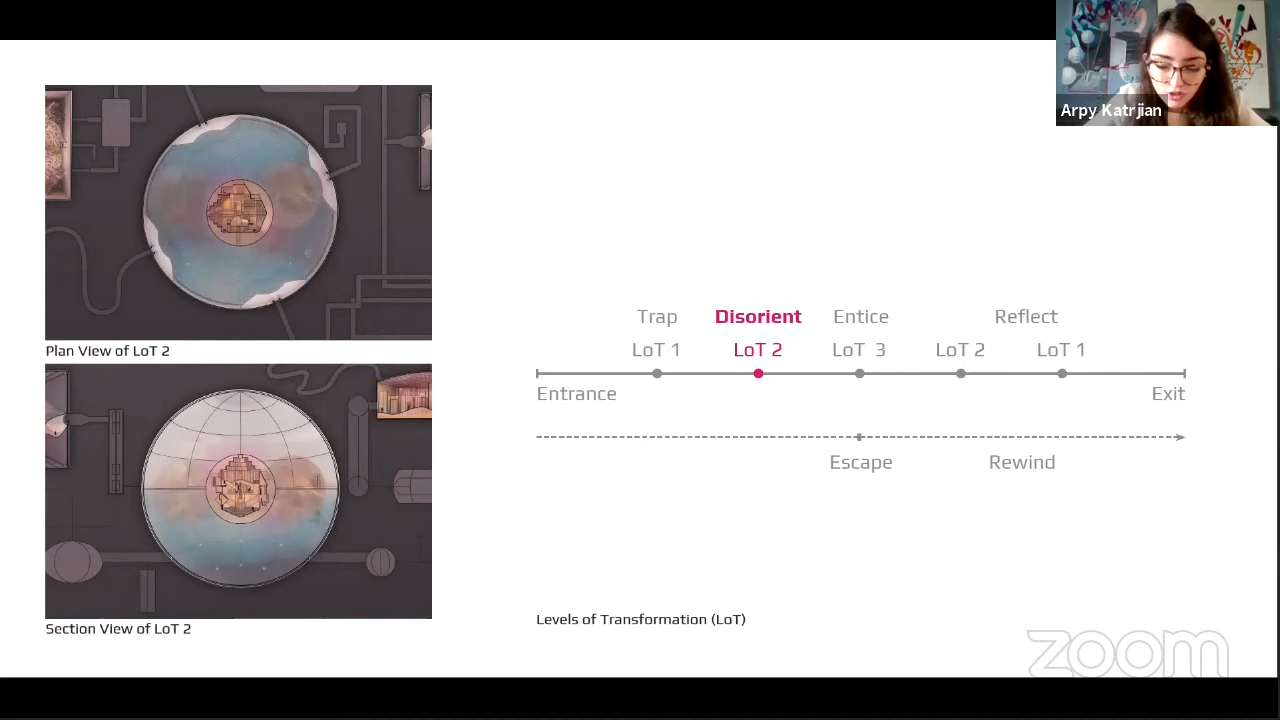 Arpy Katrjian
Plan View of LoT 2
Section View of LoT 2
Trap Disorient Entice Reflect
LoT 1 LoT 2 LoT 3 LoT 2 LoT 1
Entrance Exit
Escape Rewind
Levels of Transformation (LoT)
zoom